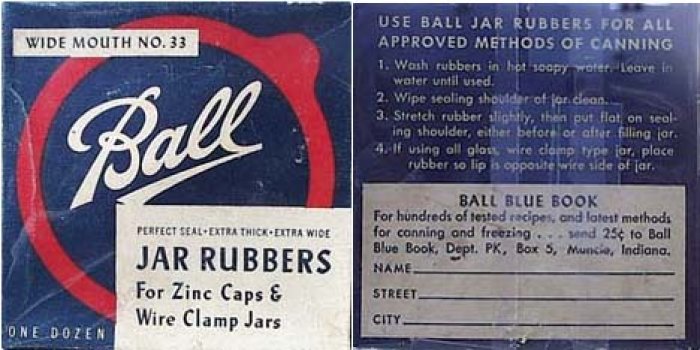 WIDE MOUTH NO. 33
Ball
PERFECT SEAL•EXTRA THICK•EXTRA WIDE
JAR RUBBERS
For Zinc Caps &
Wire Clamp Jars
ONE DOZEN
USE BALL JAR RUBBERS FOR ALL
APPROVED METHODS OF CANNING
1. Wash rubbers in hot soapy water. Leave in
water until used.
2. Wipe sealing shoulder of jar clean.
3. Stretch rubber slightly, then put flat on seal-
ing shoulder, either before or after filling jar.
4. If using all glass, wire clamp type jar, place
rubber so lip is opposite wire side of jar.
BALL BLUE BOOK
For hundreds of tested recipes, and latest methods
for canning and freezing . . . send 25¢ to Ball
Blue Book, Dept. PK, Box 5, Muncie, Indiana.
NAME
STREET
CITY